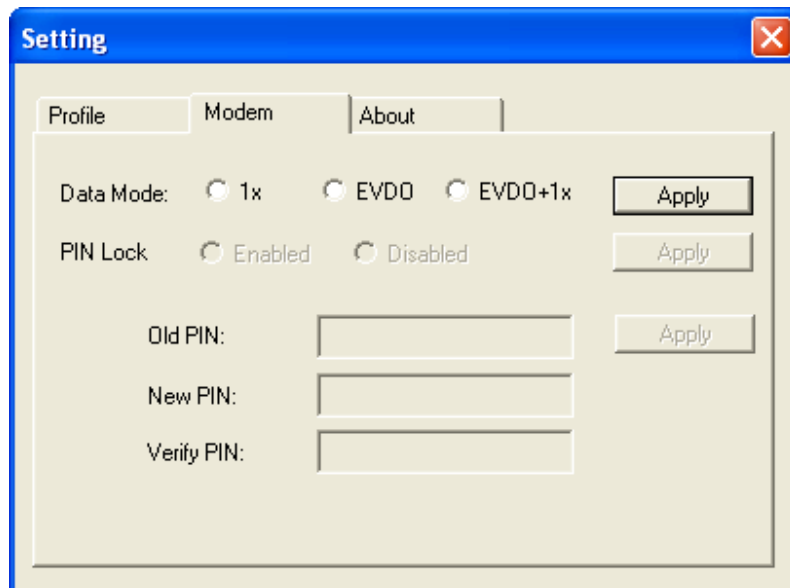 Setting
Profile Modem About
Data Mode: 1x EVDO EVDO+1x Apply
PIN Lock Enabled Disabled Apply
Old PIN: Apply
New PIN:
Verify PIN: